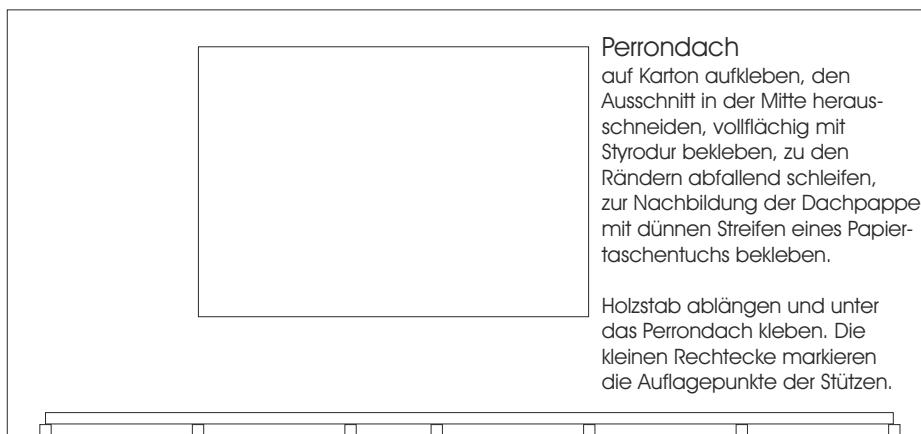 Perrondach
auf Karton aufkleben, den
Ausschnitt in der Mitte heraus-
schneiden, vollflächig mit
Styrodur bekleben, zu den
Rändern abfallend schleifen,
zur Nachbildung der Dachpappe
mit dünnen Streifen eines Papier-
taschentuchs bekleben.
Holzstab ablängen und unter
das Perrondach kleben. Die
kleinen Rechtecke markieren
die Auflagepunkte der Stützen.